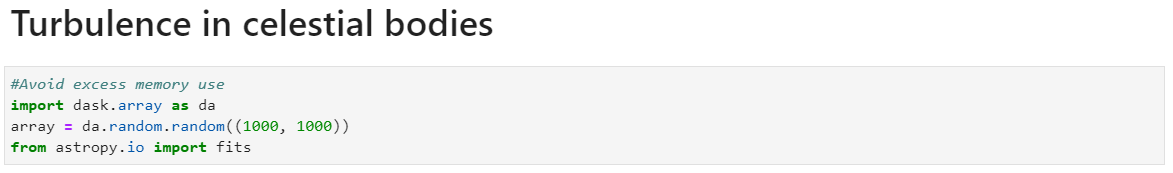 Turbulence in celestial bodies
#Avoid excess memory use
import dask.array as da
array = da.random.random((1000, 1000))
from astropy.io import fits